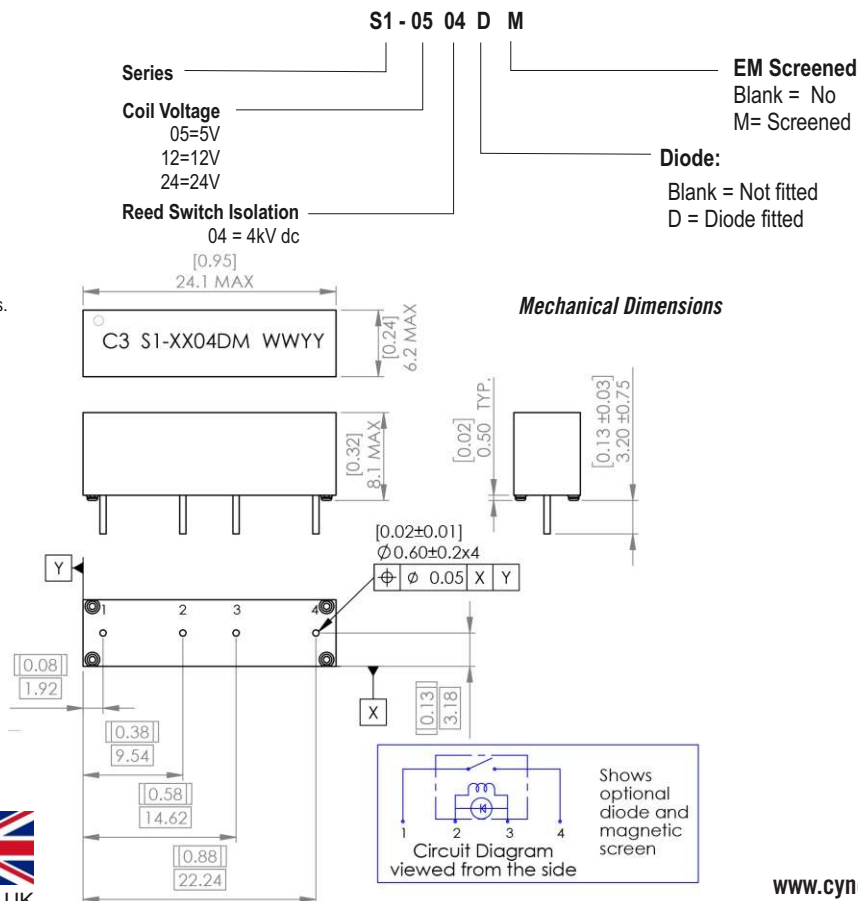 S1 - 05 04 D M
Series
Coil Voltage
05=5V
12=12V
24=24V
Reed Switch Isolation
04 = 4kV dc
EM Screened
Blank = No
M= Screened
Diode:
Blank = Not fitted
D = Diode fitted
s.
Mechanical Dimensions
[0.95]
24.1 MAX
C3 S1-XX04DM WWYY
[0.24]
6.2 MAX
[0.32]
8.1 MAX
[0.02]
0.50 TYP.
[0.13 ±0.03]
3.20 ±0.75
[0.02±0.01]
Ø0.60±0.2x4
⌖ ø 0.05 X Y
Y
1 2 3 4
X
[0.08]
1.92
[0.38]
9.54
[0.58]
14.62
[0.88]
22.24
[0.13]
3.18
1 2 3 4
Circuit Diagram
viewed from the side
Shows
optional
diode and
magnetic
screen
UK
www.cyn